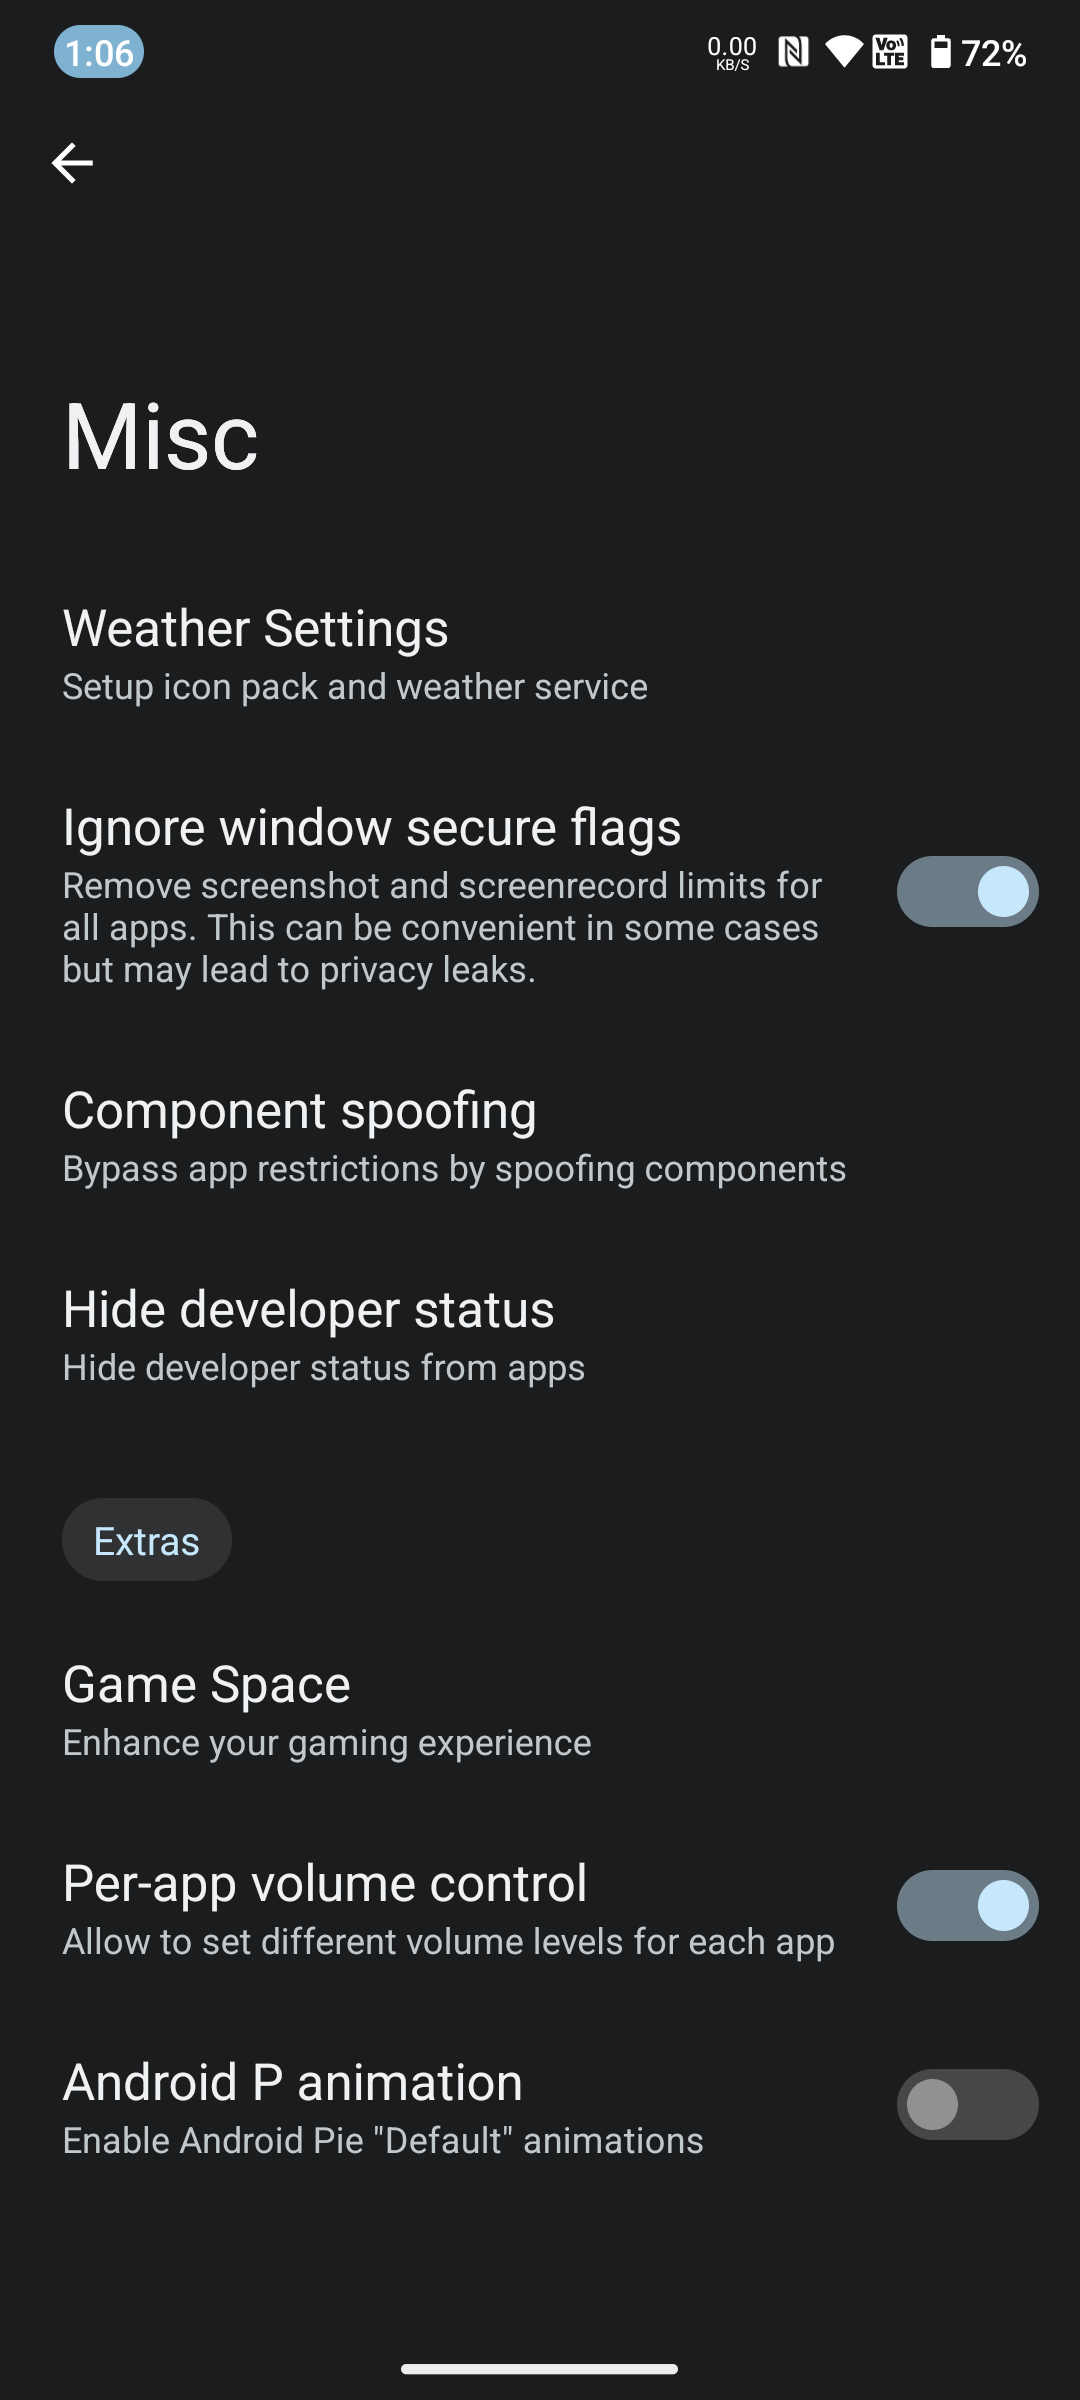 1:06
0.00
KB/S
Vo
LTE
72%
Misc
Weather Settings
Setup icon pack and weather service
Ignore window secure flags
Remove screenshot and screenrecord limits for
all apps. This can be convenient in some cases
but may lead to privacy leaks.
Component spoofing
Bypass app restrictions by spoofing components
Hide developer status
Hide developer status from apps
Extras
Game Space
Enhance your gaming experience
Per-app volume control
Allow to set different volume levels for each app
Android P animation
Enable Android Pie "Default" animations